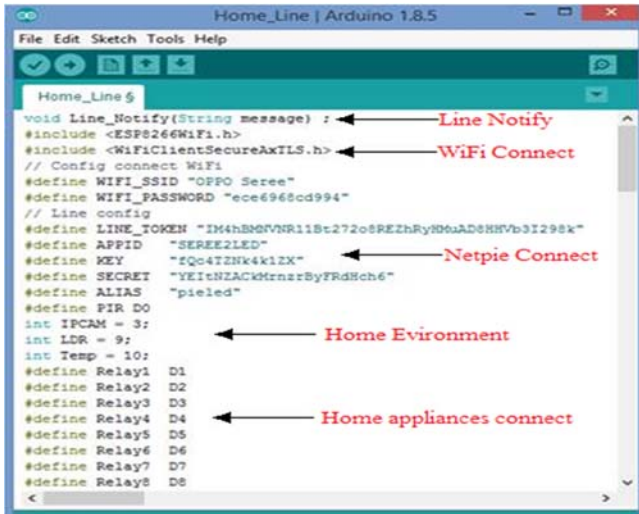 Home_Line | Arduino 1.8.5
File Edit Sketch Tools Help
Home_Line §
void Line_Notify(String message) ; Line Notify
#include <ESP8266WiFi.h>
#include <WiFiClientSecureAxTLS.h> WiFi Connect
// Config connect WiFi
#define WIFI_SSID "OPPO Seree"
#define WIFI_PASSWORD "ece6968cd994"
// Line config
#define LINE_TOKEN
#define APPID "SEREE2LED"
#define KEY "fQc4TZNk4k1ZX" Netpie Connect
#define SECRET "YEItNZACkMrnzrByFRdHch6"
#define ALIAS "pieled"
#define PIR D0
int IPCAM = 3;
int LDR = 9; Home Evironment
int Temp = 10;
#define Relay1 D1
#define Relay2 D2
#define Relay3 D3
#define Relay4 D4 Home appliances connect
#define Relay5 D5
#define Relay6 D6
#define Relay7 D7
#define Relay8 D8